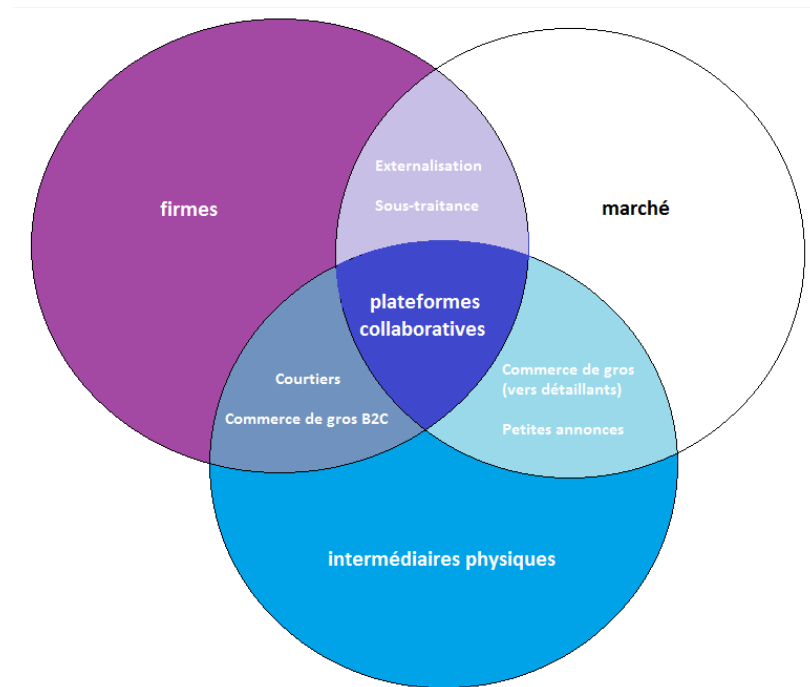 Externalisation
Sous-traitance
firmes
marché
plateformes
collaboratives
Courtiers
Commerce de gros B2C
Commerce de gros
(vers détaillants)
Petites annonces
intermédiaires physiques